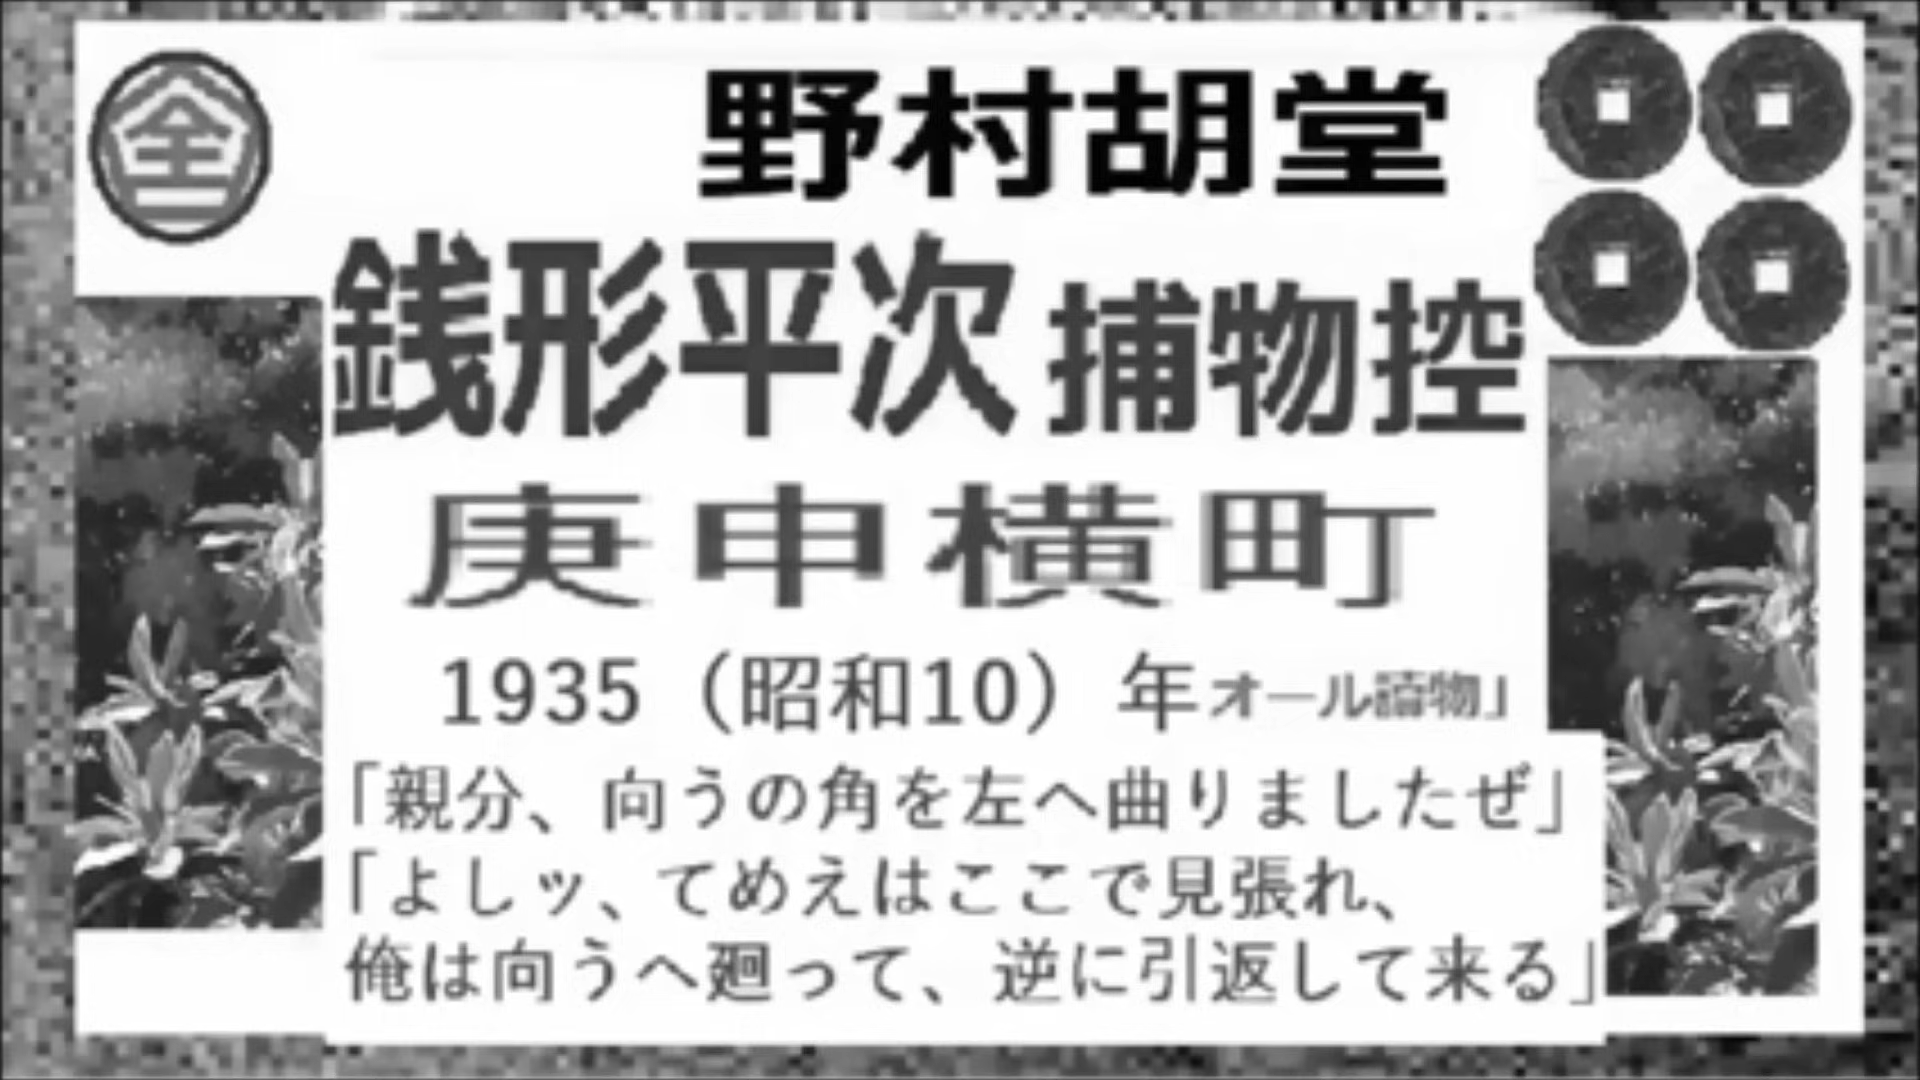 全
野村胡堂
銭形平次 捕物控
庚申横町
1935（昭和10）年オール讀物」
「親分、向うの角を左へ曲りましたぜ」
「よしッ、てめえはここで見張れ、
俺は向うへ廻って、逆に引返して来る」